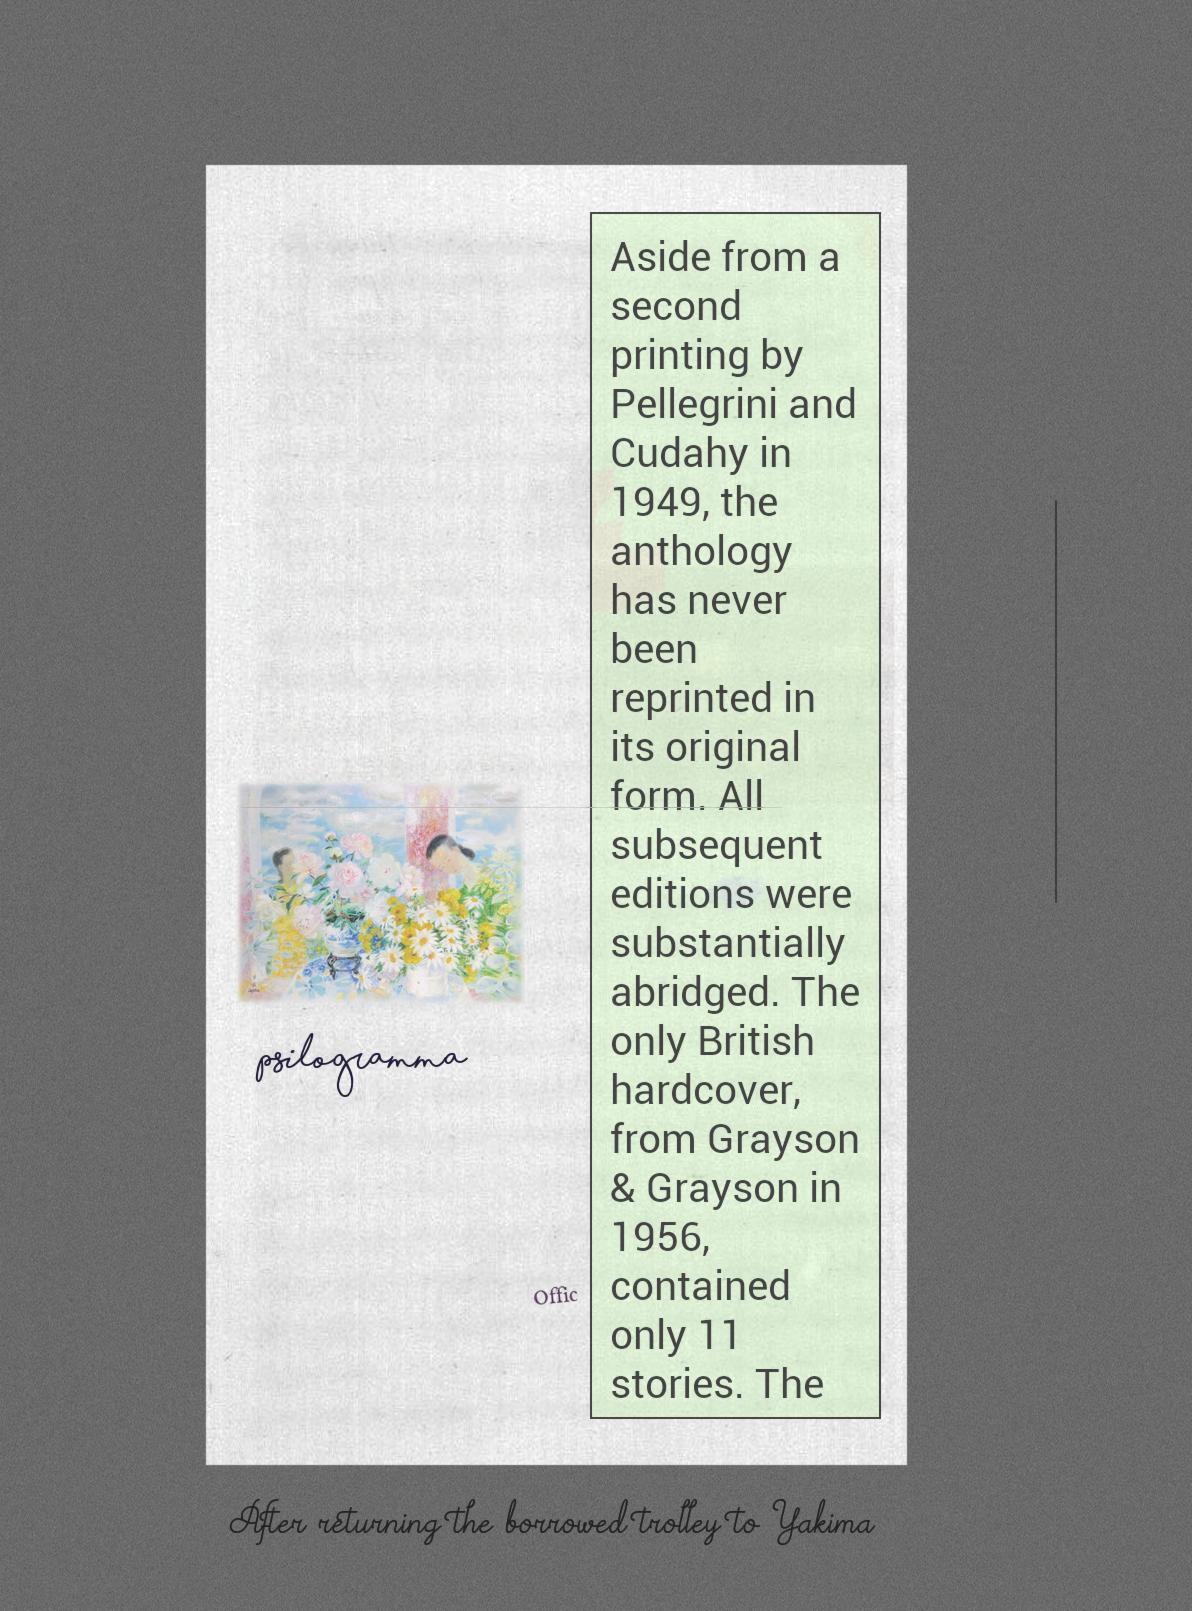 Aside from a
second
printing by
Pellegrini and
Cudahy in
1949, the
anthology
has never
been
reprinted in
its original
form. All
subsequent
editions were
substantially
abridged. The
only British
hardcover,
from Grayson
& Grayson in
1956,
contained
only 11
stories. The
psilogramma
Offic
After returning the borrowed trolley to Yakima